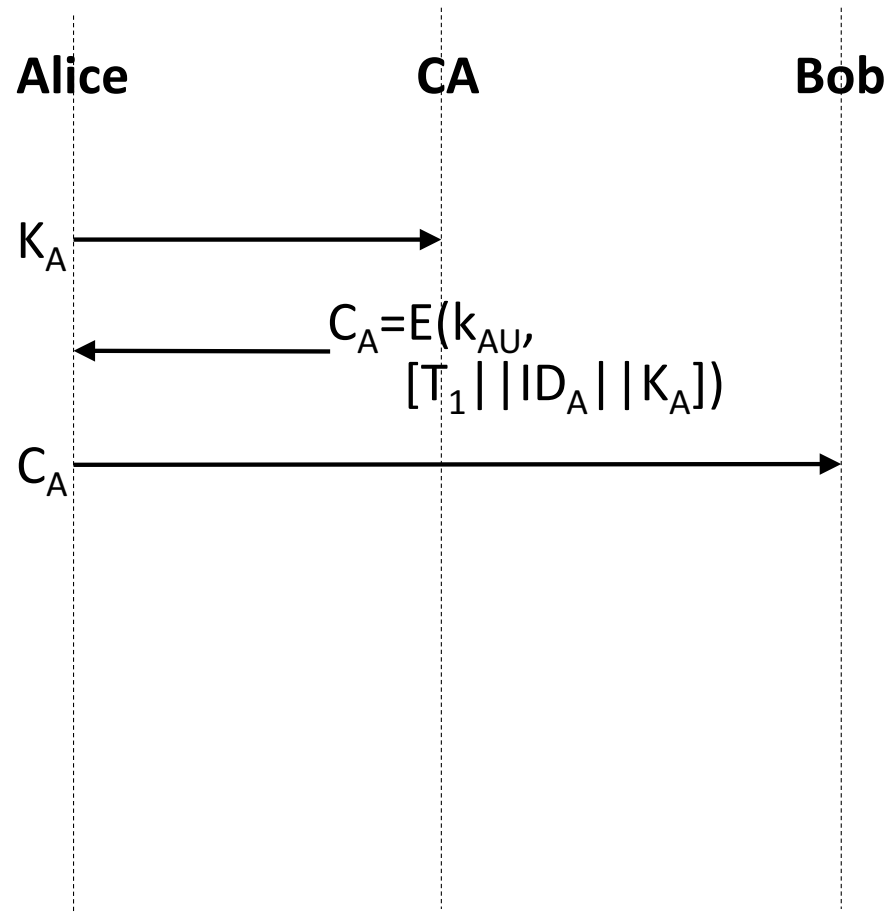 Alice CA Bob
K_A
C_A=E(k_AU,
[T_1||ID_A||K_A])
C_A